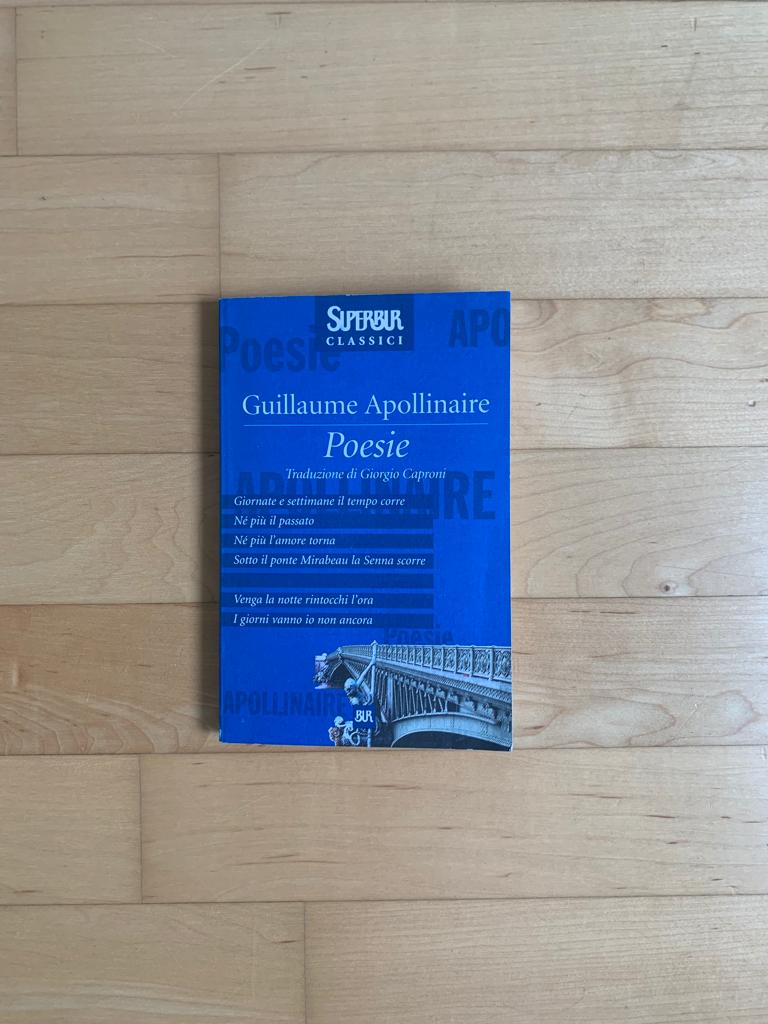 SUPERBUR
CLASSICI
Poesie
APO
Guillaume Apollinaire
Poesie
Traduzione di Giorgio Caproni
APOLLINAIRE
Giornate e settimane il tempo corre
Né più il passato
Né più l'amore torna
Sotto il ponte Mirabeau la Senna scorre
Venga la notte rintocchi l'ora
I giorni vanno io non ancora
Poesie
APOLLINAIRE
BUR